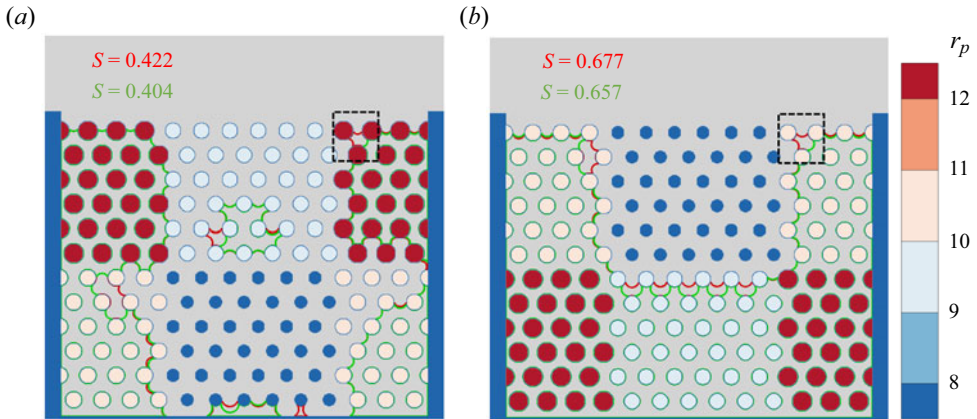 (a)
S = 0.422
S = 0.404
(b)
S = 0.677
S = 0.657
r_p
12
11
10
9
8